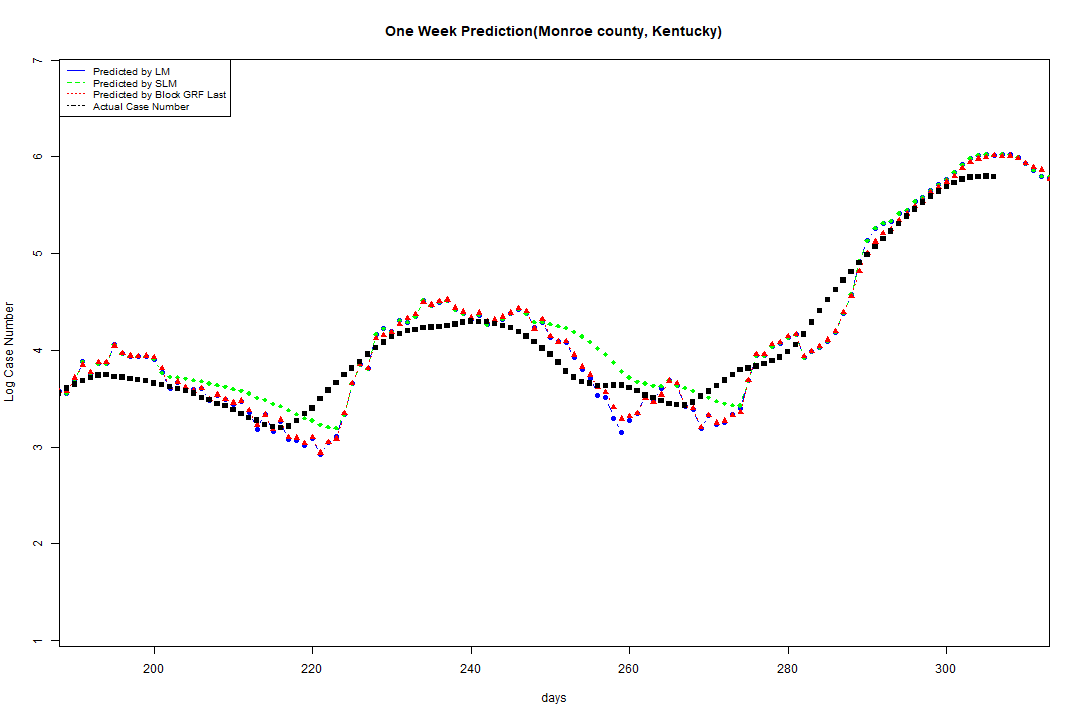 One Week Prediction(Monroe county, Kentucky)
Predicted by LM
Predicted by SLM
Predicted by Block GRF Last
Actual Case Number
7
6
5
4
3
2
1
Log Case Number
200 220 240 260 280 300
days